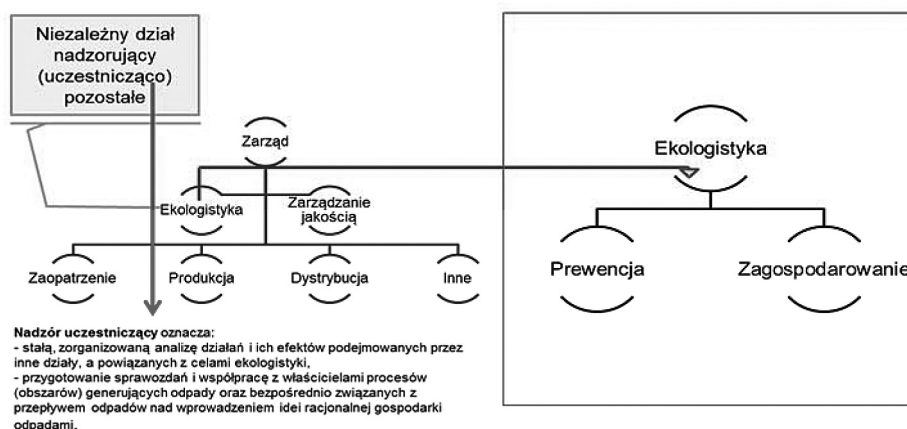 Niezależny dział
nadzorujący
(uczestnicząco)
pozostałe
Zarząd
Ekologistyka
Zarządzanie
jakością
Zaopatrzenie
Produkcja
Dystrybucja
Inne
Ekologistyka
Prewencja
Zagospodarowanie
Nadzór uczestniczący oznacza:
- stałą, zorganizowaną analizę działań i ich efektów podejmowanych przez
inne działy, a powiązanych z celami ekologistyki,
- przygotowanie sprawozdań i współpracę z właścicielami procesów
(obszarów) generujących odpady oraz bezpośrednio związanych z
przepływem odpadów nad wprowadzeniem idei racjonalnej gospodarki
odpadami.